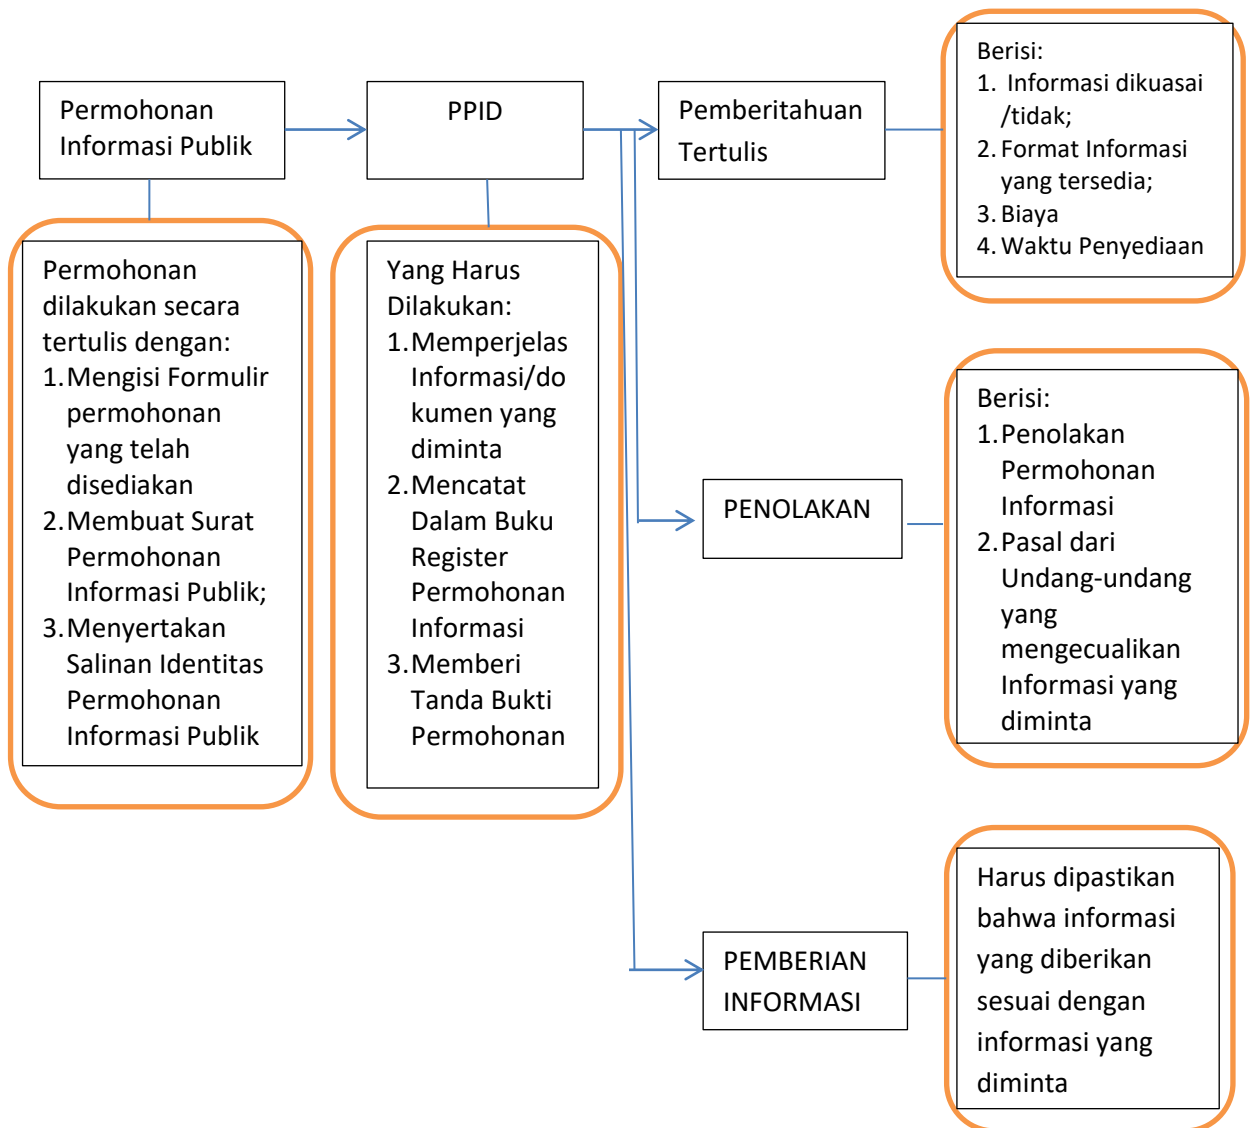 Permohonan
Informasi Publik
PPID
Pemberitahuan
Tertulis
Berisi:
1. Informasi dikuasai
/tidak;
2. Format Informasi
yang tersedia;
3. Biaya
4. Waktu Penyediaan
Permohonan
dilakukan secara
tertulis dengan:
1. Mengisi Formulir
permohonan
yang telah
disediakan
2. Membuat Surat
Permohonan
Informasi Publik;
3. Menyertakan
Salinan Identitas
Permohonan
Informasi Publik
Yang Harus
Dilakukan:
1. Memperjelas
Informasi/do
kumen yang
diminta
2. Mencatat
Dalam Buku
Register
Permohonan
Informasi
3. Memberi
Tanda Bukti
Permohonan
PENOLAKAN
Berisi:
1. Penolakan
Permohonan
Informasi
2. Pasal dari
Undang-undang
yang
mengecualikan
Informasi yang
diminta
PEMBERIAN
INFORMASI
Harus dipastikan
bahwa informasi
yang diberikan
sesuai dengan
informasi yang
diminta